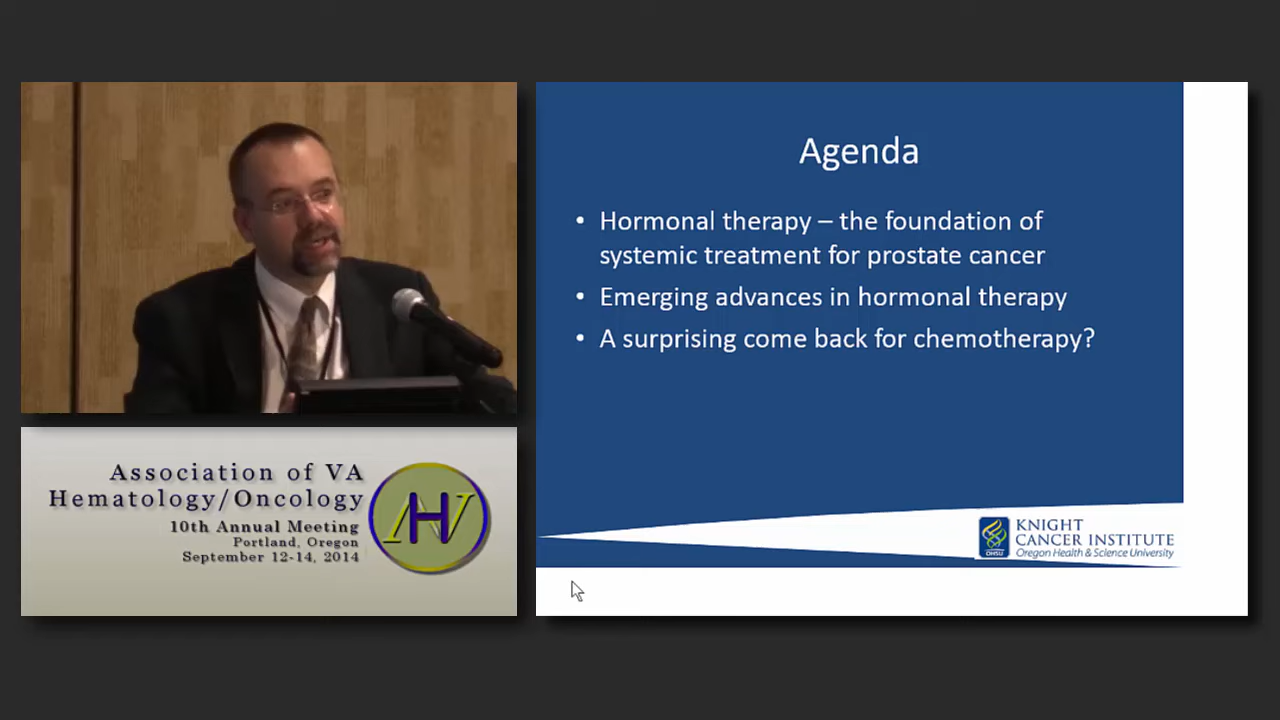 Agenda
• Hormonal therapy – the foundation of
systemic treatment for prostate cancer
• Emerging advances in hormonal therapy
• A surprising come back for chemotherapy?
KNIGHT
CANCER INSTITUTE
OHSU
Oregon Health & Science University
Association of VA
Hematology/Oncology
10th Annual Meeting
Portland, Oregon
September 12-14, 2014
AHV